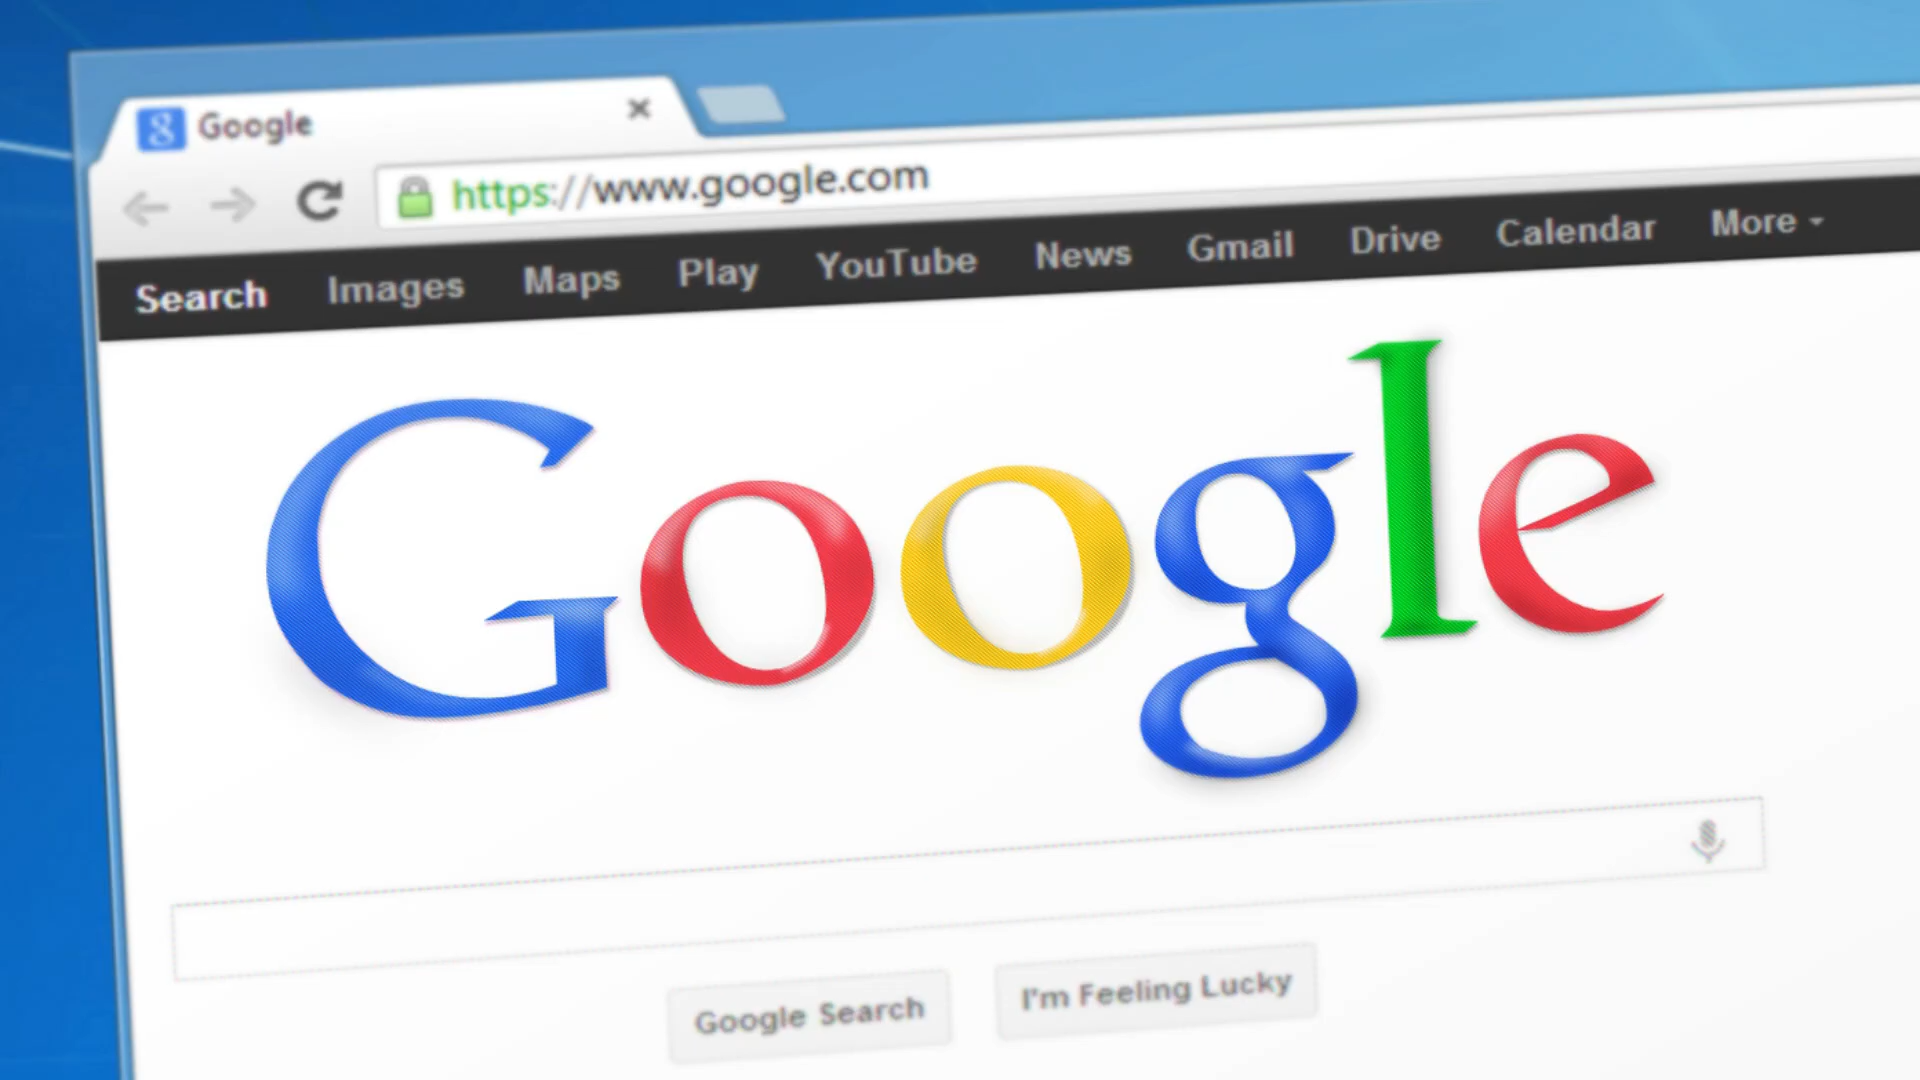 Google
https://www.google.com
Search Images Maps Play YouTube News Gmail Drive Calendar More
Google
Google Search I'm Feeling Lucky